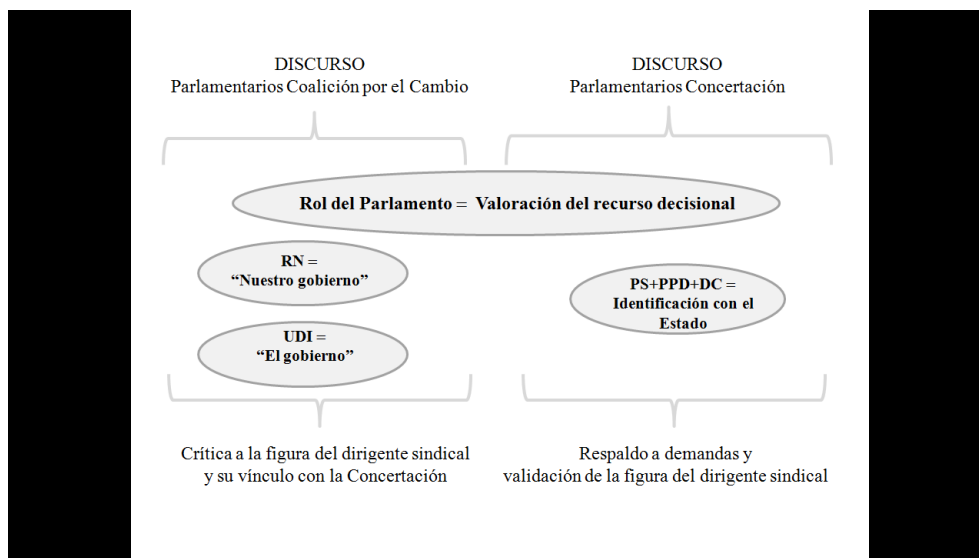 DISCURSO
Parlamentarios Coalición por el Cambio
DISCURSO
Parlamentarios Concertación
Rol del Parlamento = Valoración del recurso decisional
RN =
“Nuestro gobierno”
UDI =
“El gobierno”
PS+PPD+DC =
Identificación con el
Estado
Crítica a la figura del dirigente sindical
y su vínculo con la Concertación
Respaldo a demandas y
validación de la figura del dirigente sindical